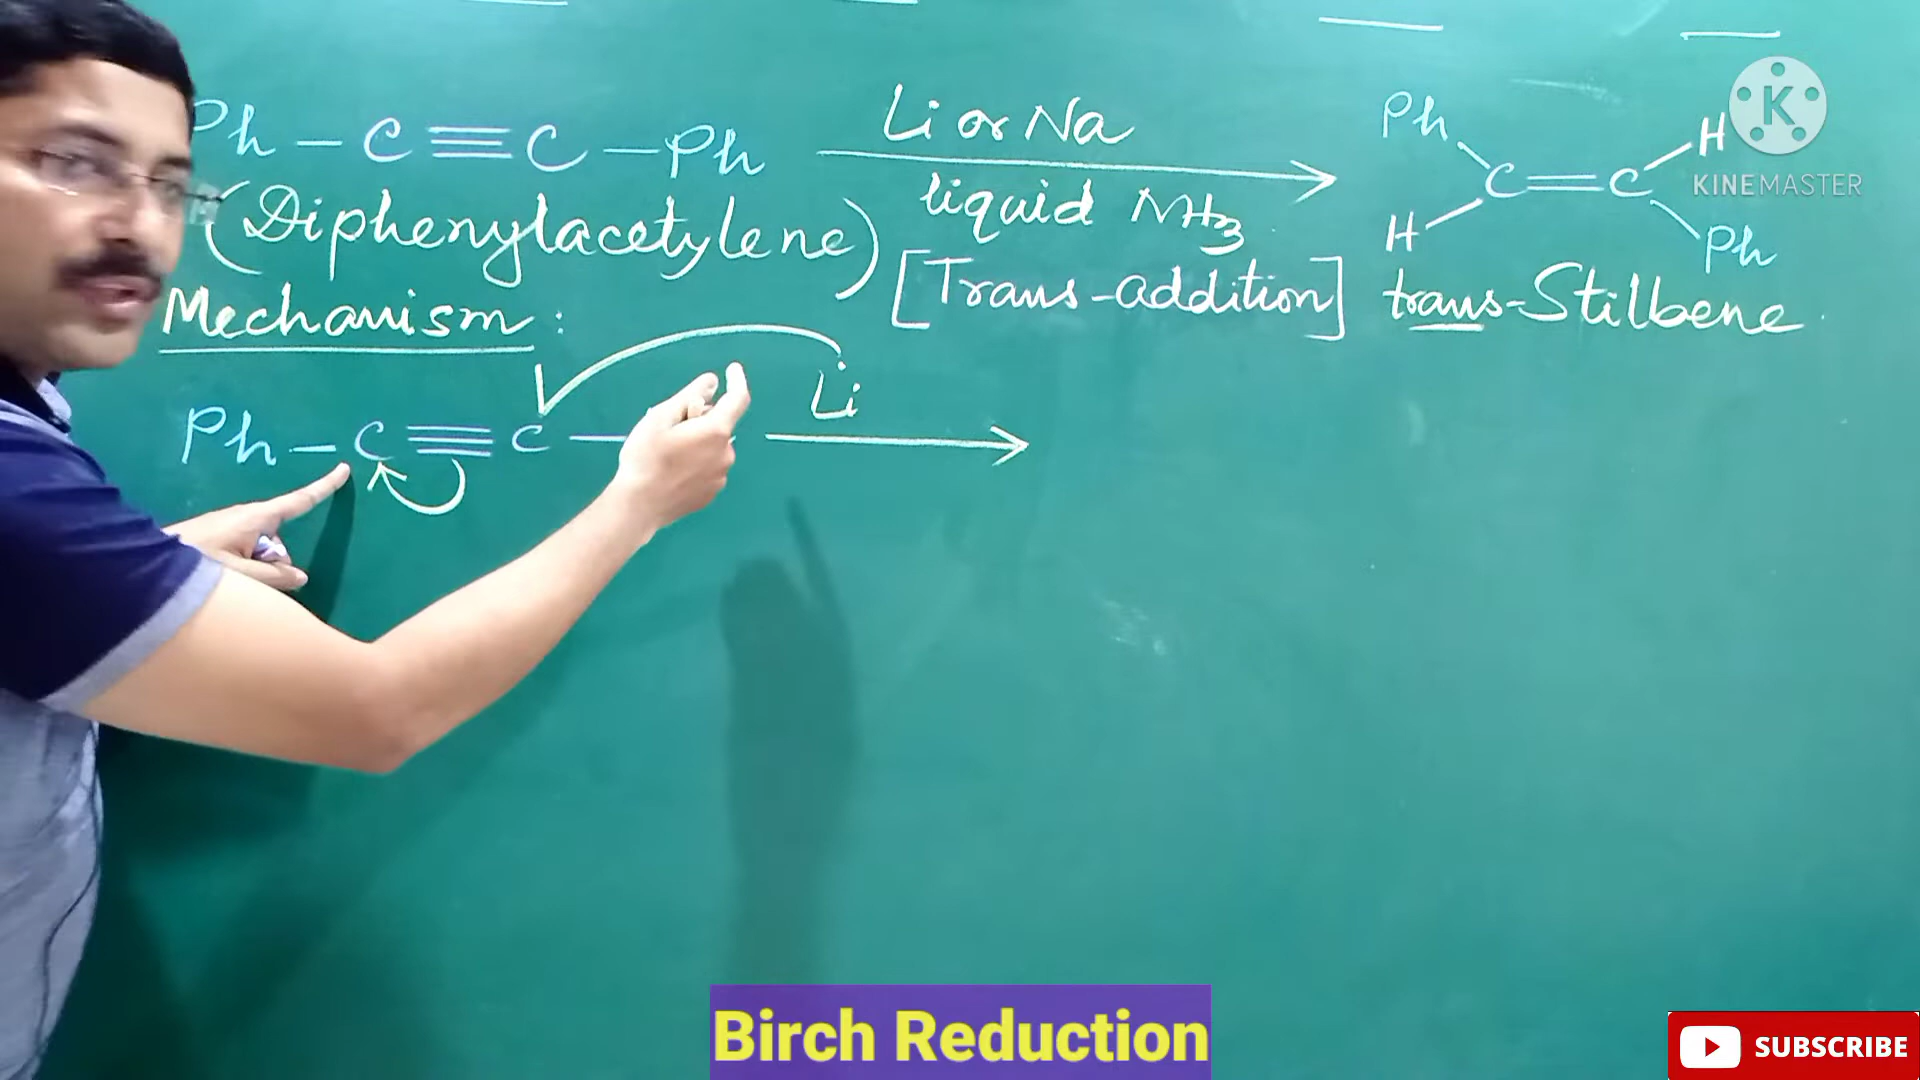 Ph - C ≡ C - Ph
Li or Na
liquid NH3
[Trans-addition]
Ph
H
C = C
H
Ph
trans-Stilbene
(Diphenylacetylene)
Mechanism :
Ph - C ≡ C -
Li
KINEMASTER
Birch Reduction
SUBSCRIBE